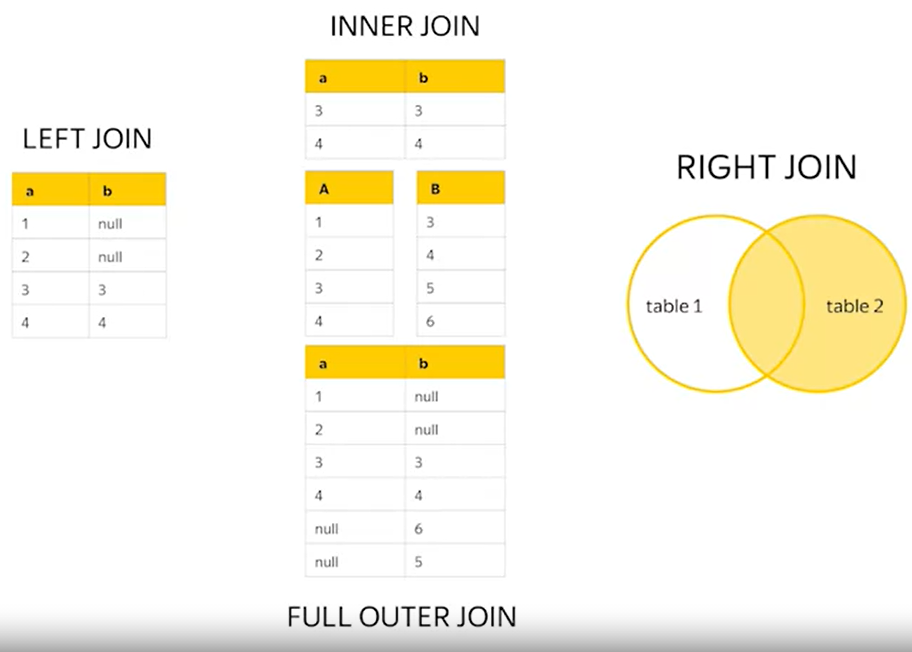 INNER JOIN
a b
3 3
4 4
LEFT JOIN
a b
1 null
2 null
3 3
4 4
A B
1 3
2 4
3 5
4 6
RIGHT JOIN
table 1 table 2
a b
1 null
2 null
3 3
4 4
null 6
null 5
FULL OUTER JOIN